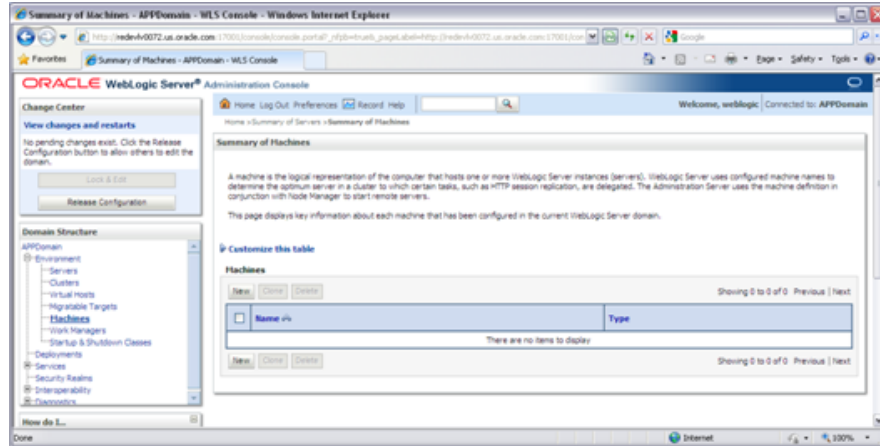 Summary of Machines - APPDomain - WLS Console - Windows Internet Explorer
Google
Favorites Summary of Machines - APPDomain - WLS Console
Page Safety Tools
ORACLE WebLogic Server® Administration Console
Change Center
View changes and restarts
No pending changes exist. Click the Release
Configuration button to allow others to edit the
domain.
Lock & Edit
Release Configuration
Domain Structure
APPDomain
Environment
Servers
Clusters
Virtual Hosts
Migratable Targets
Machines
Work Managers
Startup & Shutdown Classes
Deployments
Services
Security Realms
Interoperability
Diagnostics
How do I...
Home Log Out Preferences Record Help
Welcome, weblogic Connected to: APPDomain
Home >Summary of Servers >Summary of Machines
Summary of Machines
A machine is the logical representation of the computer that hosts one or more WebLogic Server instances (servers). WebLogic Server uses configured machine names to
determine the optimum server in a cluster to which certain tasks, such as HTTP session replication, are delegated. The Administration Server uses the machine definition in
conjunction with Node Manager to start remote servers.
This page displays key information about each machine that has been configured in the current WebLogic Server domain.
Customize this table
Machines
New Clone Delete Showing 0 to 0 of 0 Previous | Next
Name Type
There are no items to display
New Clone Delete Showing 0 to 0 of 0 Previous | Next
Done Internet 100%